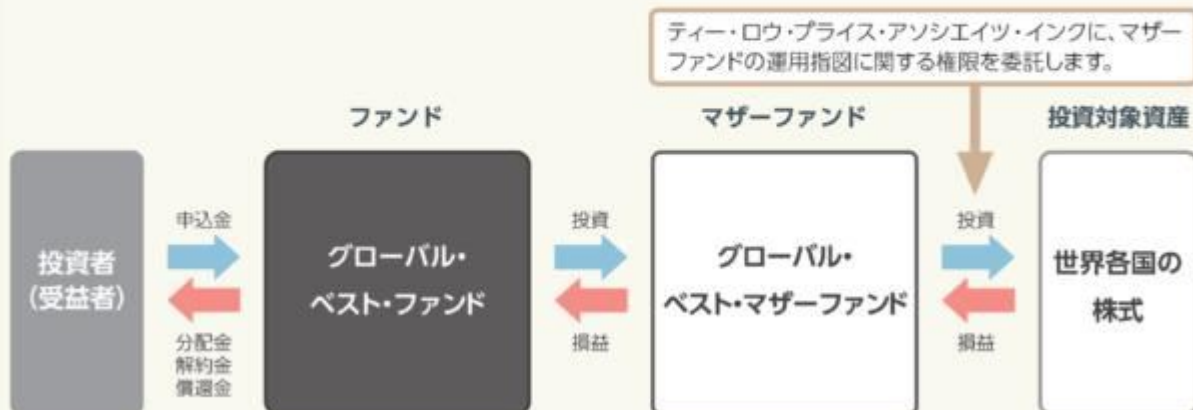 ティー・ロウ・プライス・アソシエイツ・インクに、マザー
ファンドの運用指図に関する権限を委託します。
ファンド
マザーファンド
投資対象資産
投資者
(受益者)
申込金
分配金
解約金
償還金
グローバル・
ベスト・ファンド
投資
損益
グローバル・
ベスト・マザーファンド
投資
損益
世界各国の
株式